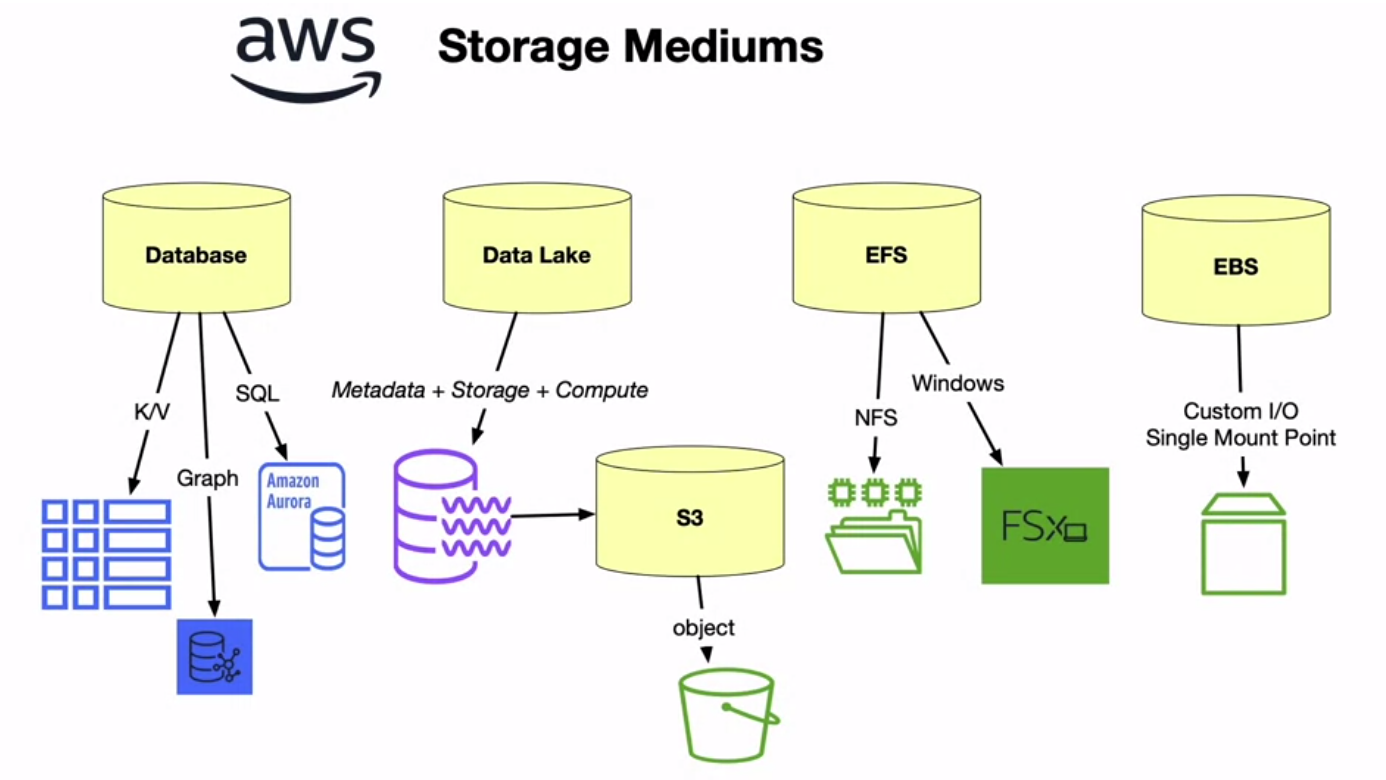 aws
Storage Mediums
Database
Data Lake
EFS
EBS
K/V
Graph
SQL
Amazon
Aurora
Metadata + Storage + Compute
S3
object
NFS
Windows
FSx
Custom I/O
Single Mount Point